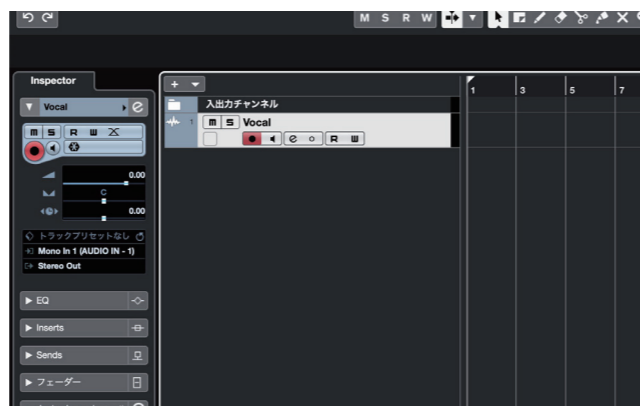 M S R W
Inspector
+
1 3 5 7
Vocal e
入出力チャンネル
m S R W
1 m S Vocal
e R W
0.00
C
0.00
トラックプリセットなし
Mono In 1 (AUDIO IN - 1)
Stereo Out
EQ
Inserts
Sends
フェーダー